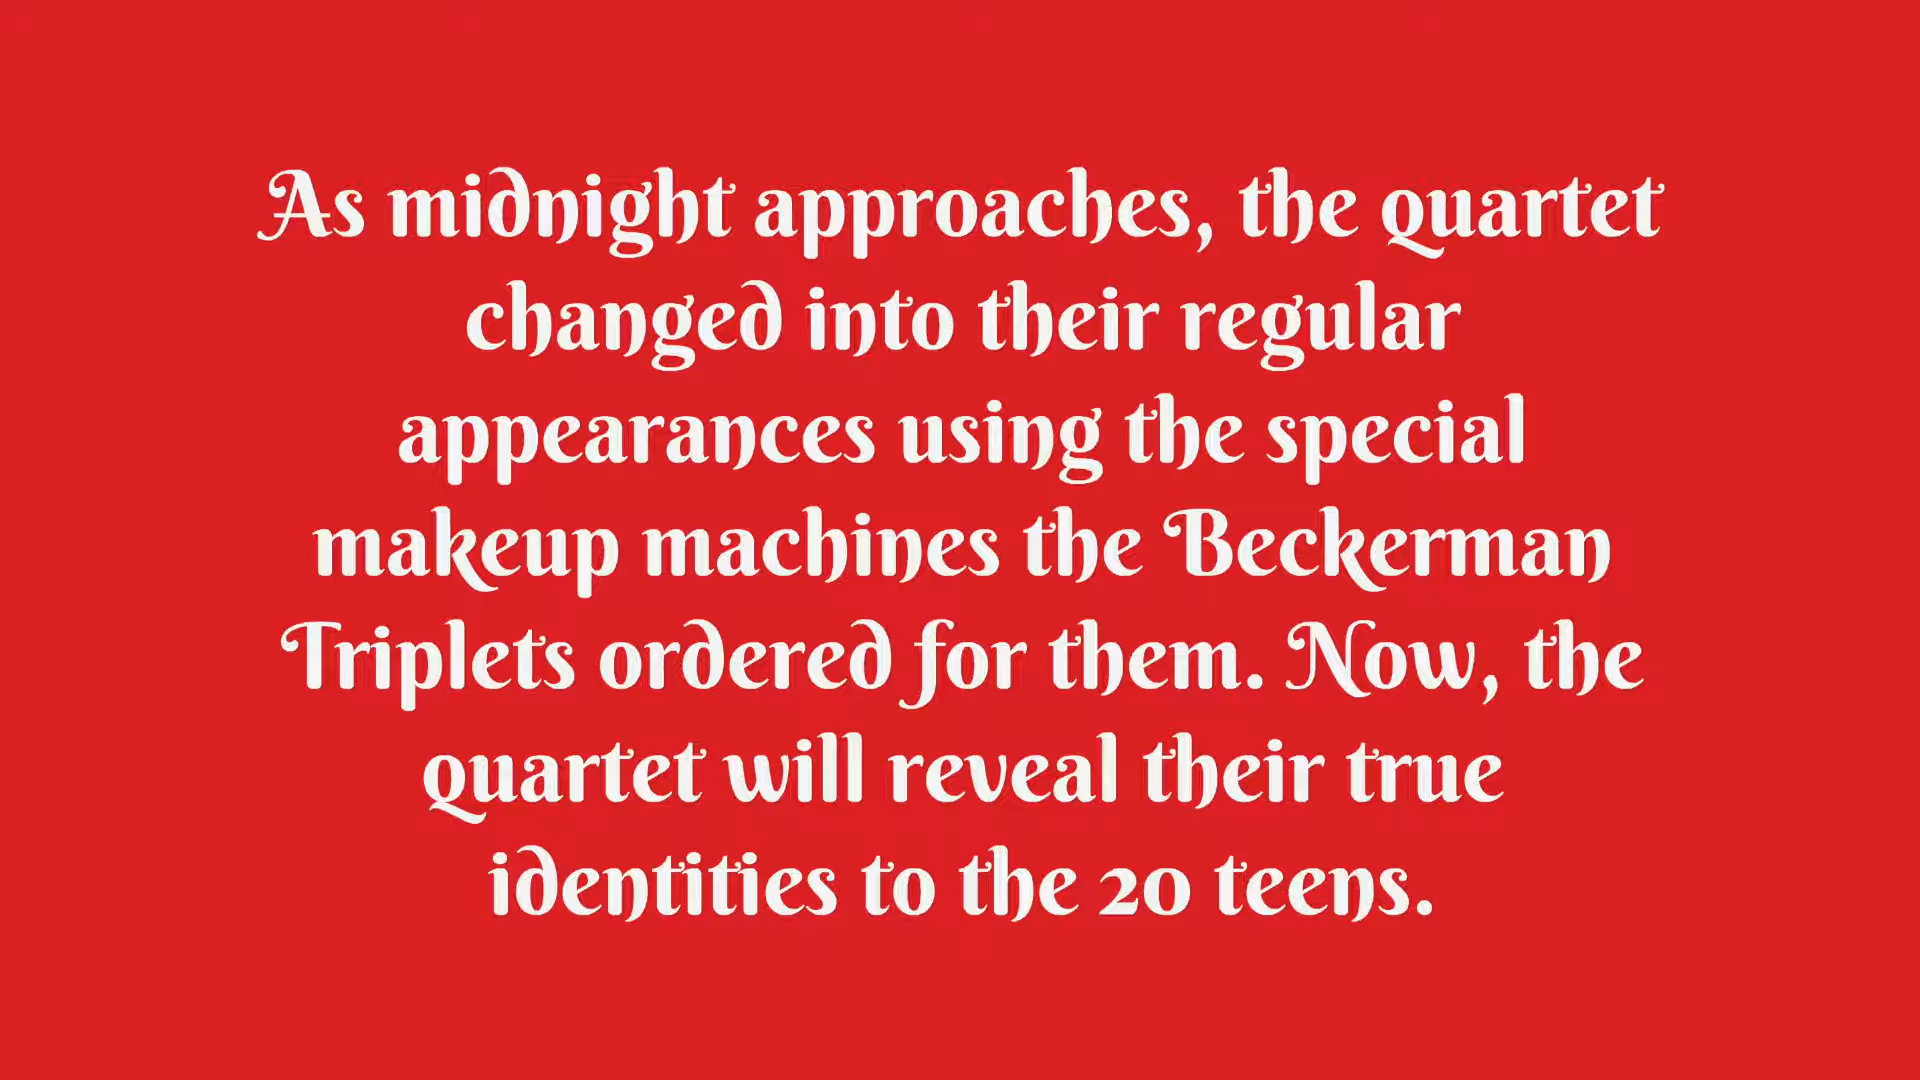 As midnight approaches, the quartet
changed into their regular
appearances using the special
makeup machines the Beckerman
Triplets ordered for them. Now, the
quartet will reveal their true
identities to the 20 teens.